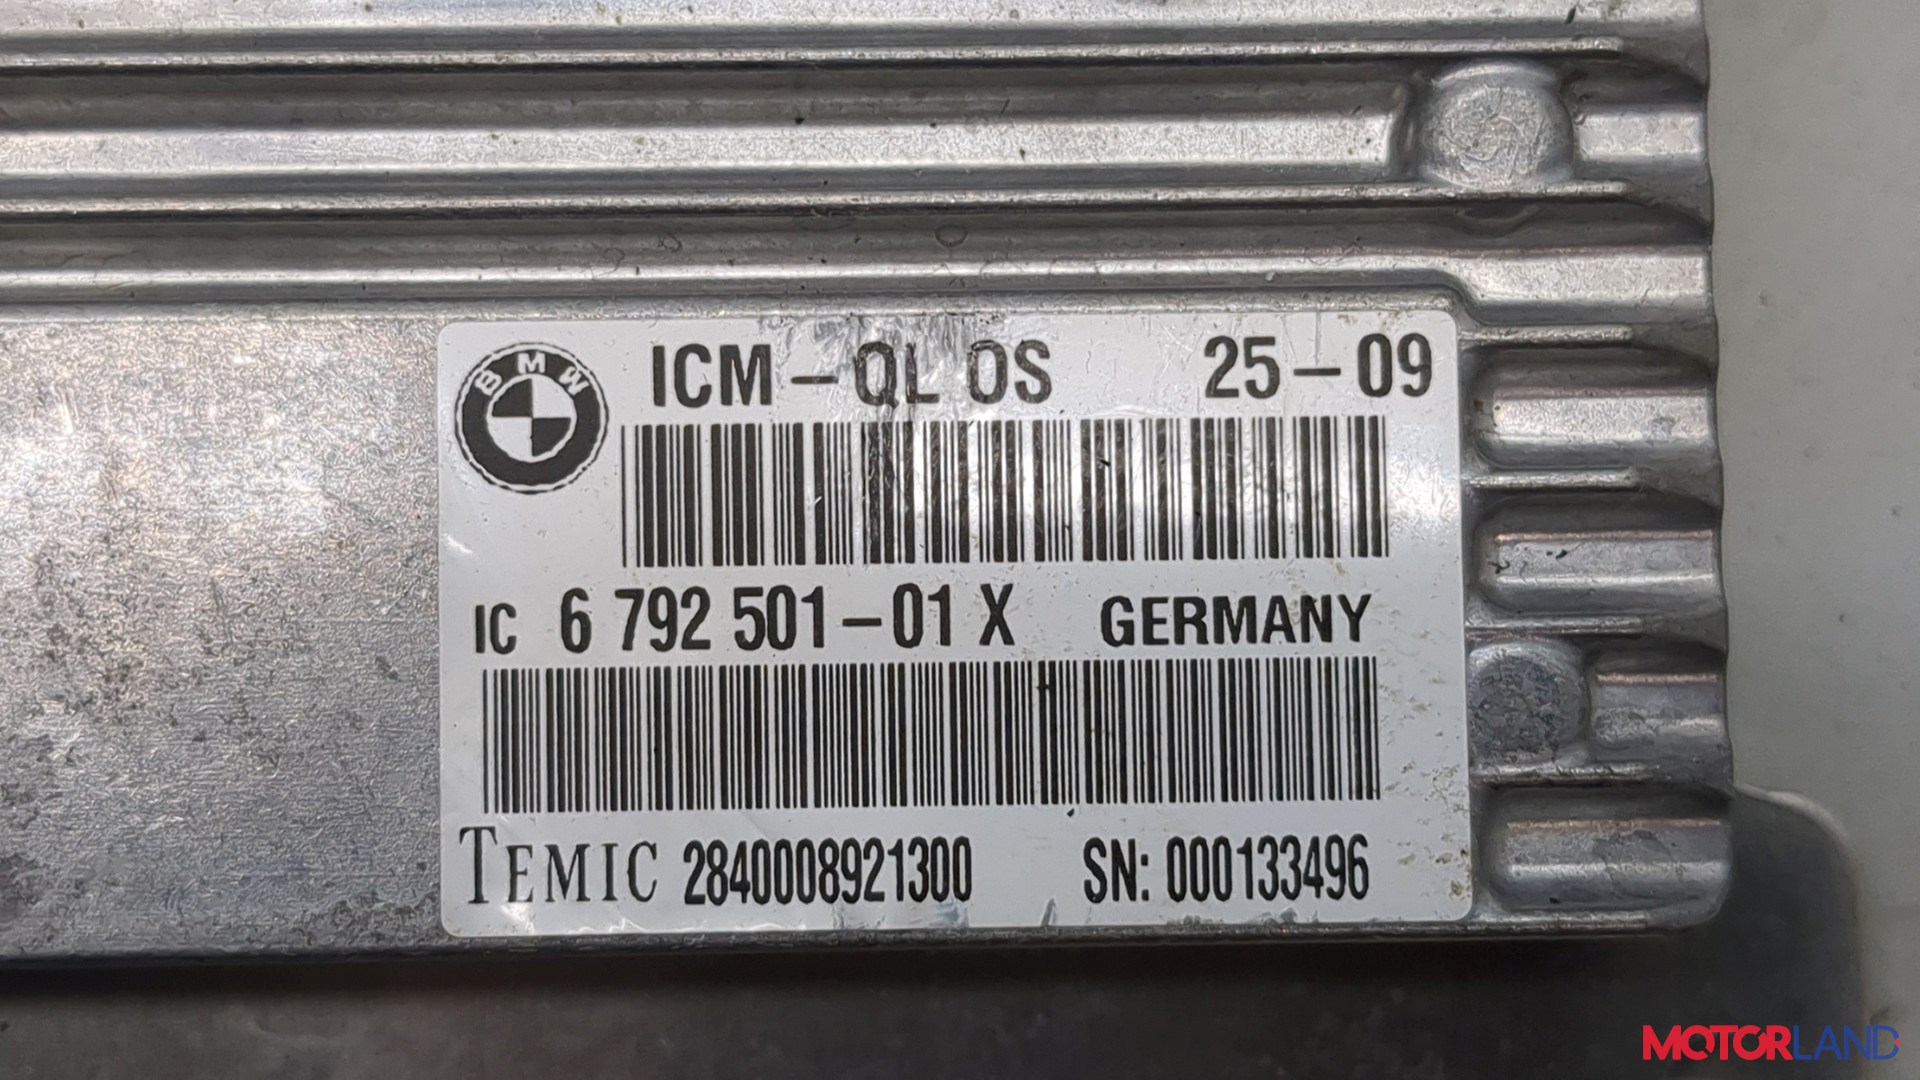 BMW
ICM-QL OS 25-09
IC 6 792 501-01 X GERMANY
TEMIC 2840008921300 SN: 000133496
MOTORLAND